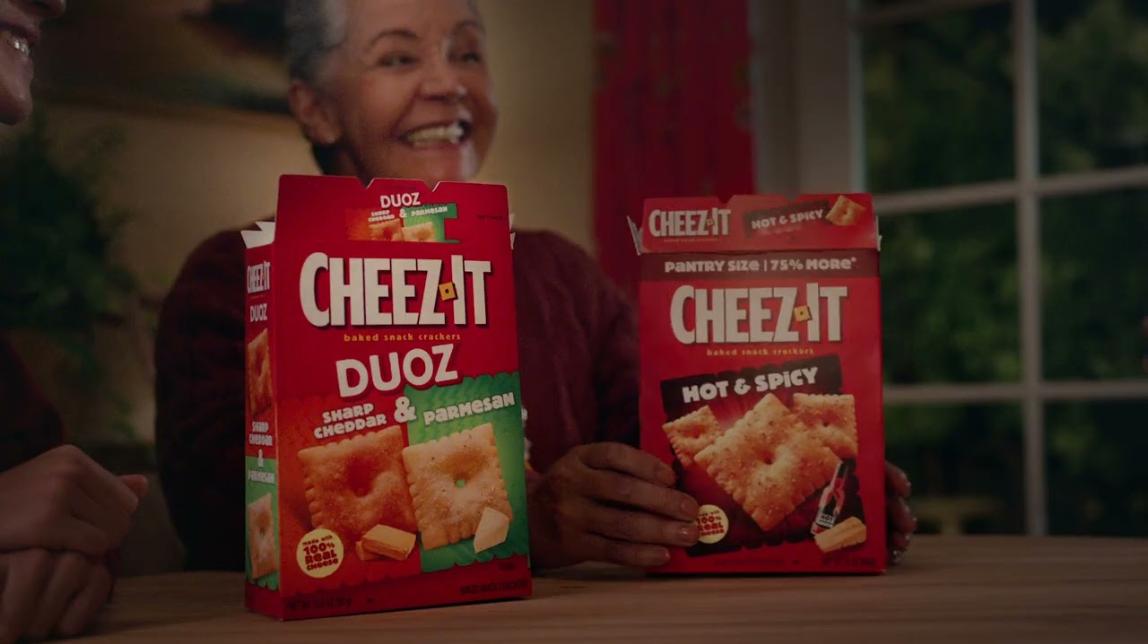 DUOZ
SHARP CHEDDAR & PARMESAN
CHEEZ-IT
baked snack crackers
DUOZ
SHARP CHEDDAR & PARMESAN
made with
100%
REAL
CHEESE
CHEEZ-IT
DUOZ
SHARP
CHEDDAR
&
PARMESAN
CHEEZ-IT
HOT & SPICY
PANTRY SIZE | 75% MORE*
CHEEZ-IT
baked snack crackers
HOT & SPICY
made with
100%
REAL
CHEESE